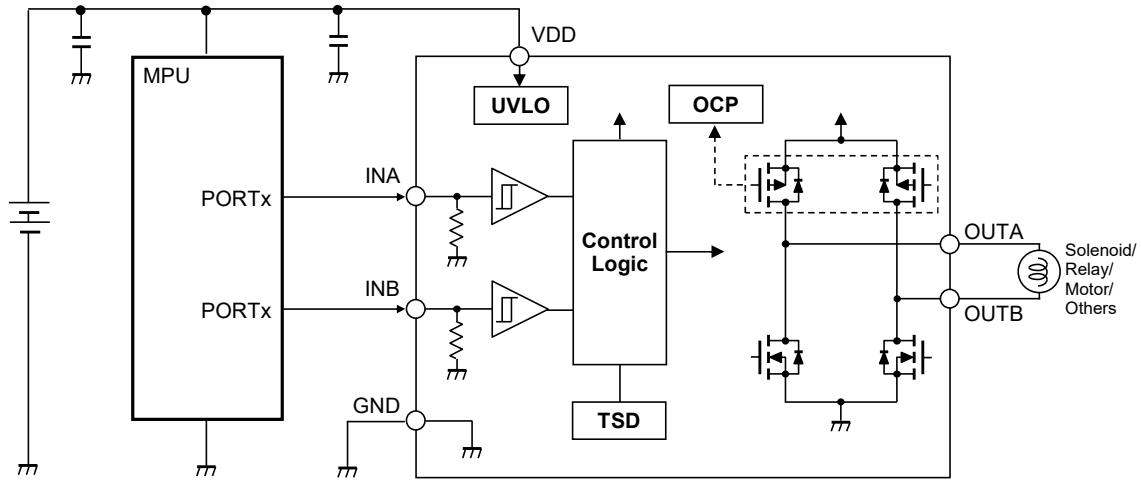 VDD
MPU
UVLO
OCP
INA
PORTx
Control
Logic
OUTA
Solenoid/
Relay/
Motor/
Others
INB
PORTx
OUTB
GND
TSD